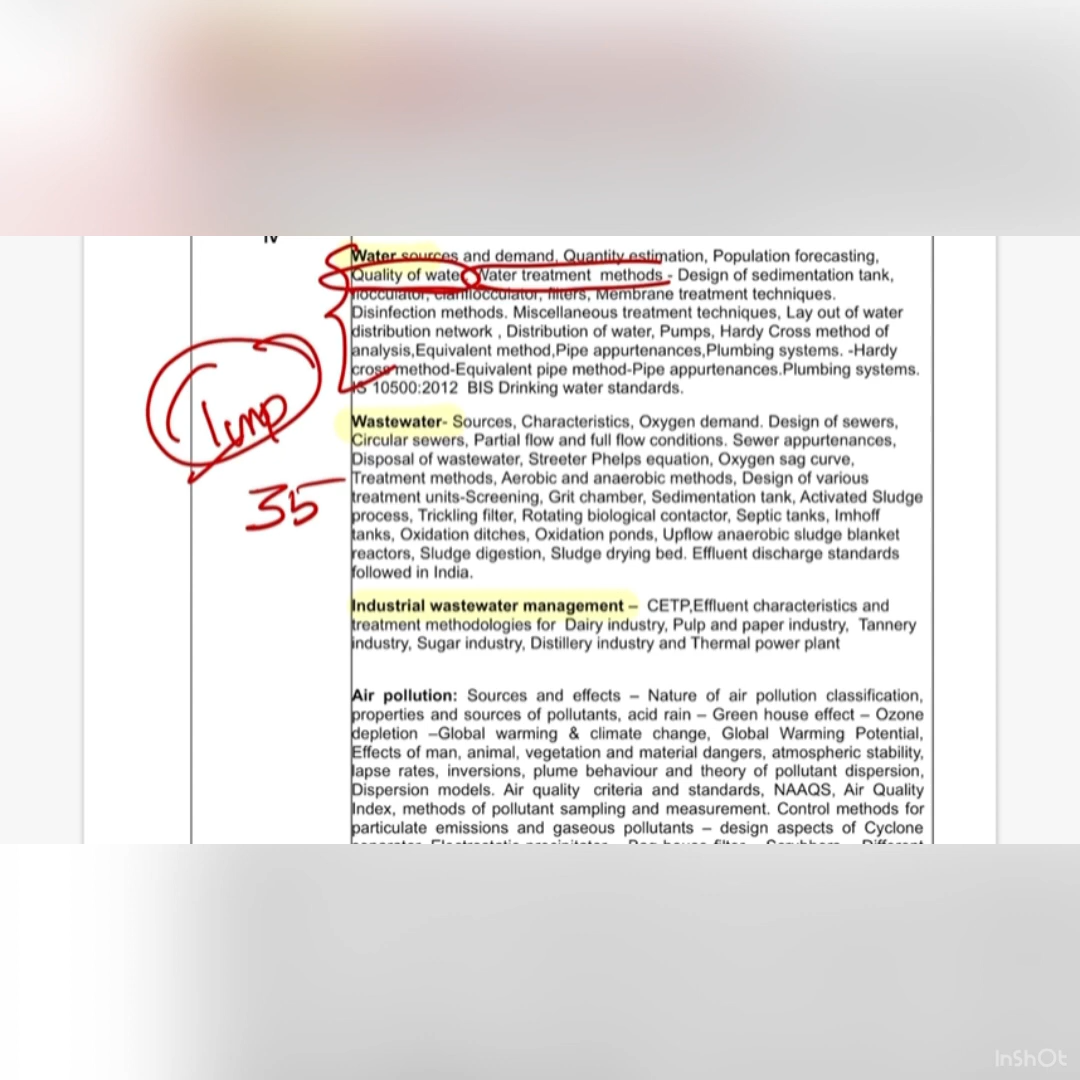 IV
Water sources and demand, Quantity estimation, Population forecasting,
Quality of water Water treatment methods - Design of sedimentation tank,
flocculator, clariflocculator, filters, Membrane treatment techniques.
Disinfection methods. Miscellaneous treatment techniques, Lay out of water
distribution network , Distribution of water, Pumps, Hardy Cross method of
analysis,Equivalent method,Pipe appurtenances,Plumbing systems. -Hardy
cross method-Equivalent pipe method-Pipe appurtenances.Plumbing systems.
IS 10500:2012 BIS Drinking water standards.
Imp
35
Wastewater- Sources, Characteristics, Oxygen demand. Design of sewers,
Circular sewers, Partial flow and full flow conditions. Sewer appurtenances,
Disposal of wastewater, Streeter Phelps equation, Oxygen sag curve,
Treatment methods, Aerobic and anaerobic methods, Design of various
treatment units-Screening, Grit chamber, Sedimentation tank, Activated Sludge
process, Trickling filter, Rotating biological contactor, Septic tanks, Imhoff
tanks, Oxidation ditches, Oxidation ponds, Upflow anaerobic sludge blanket
reactors, Sludge digestion, Sludge drying bed. Effluent discharge standards
followed in India.
Industrial wastewater management – CETP,Effluent characteristics and
treatment methodologies for Dairy industry, Pulp and paper industry, Tannery
industry, Sugar industry, Distillery industry and Thermal power plant
Air pollution: Sources and effects – Nature of air pollution classification,
properties and sources of pollutants, acid rain – Green house effect – Ozone
depletion –Global warming & climate change, Global Warming Potential,
Effects of man, animal, vegetation and material dangers, atmospheric stability,
lapse rates, inversions, plume behaviour and theory of pollutant dispersion,
Dispersion models. Air quality criteria and standards, NAAQS, Air Quality
Index, methods of pollutant sampling and measurement. Control methods for
particulate emissions and gaseous pollutants – design aspects of Cyclone
InShOt